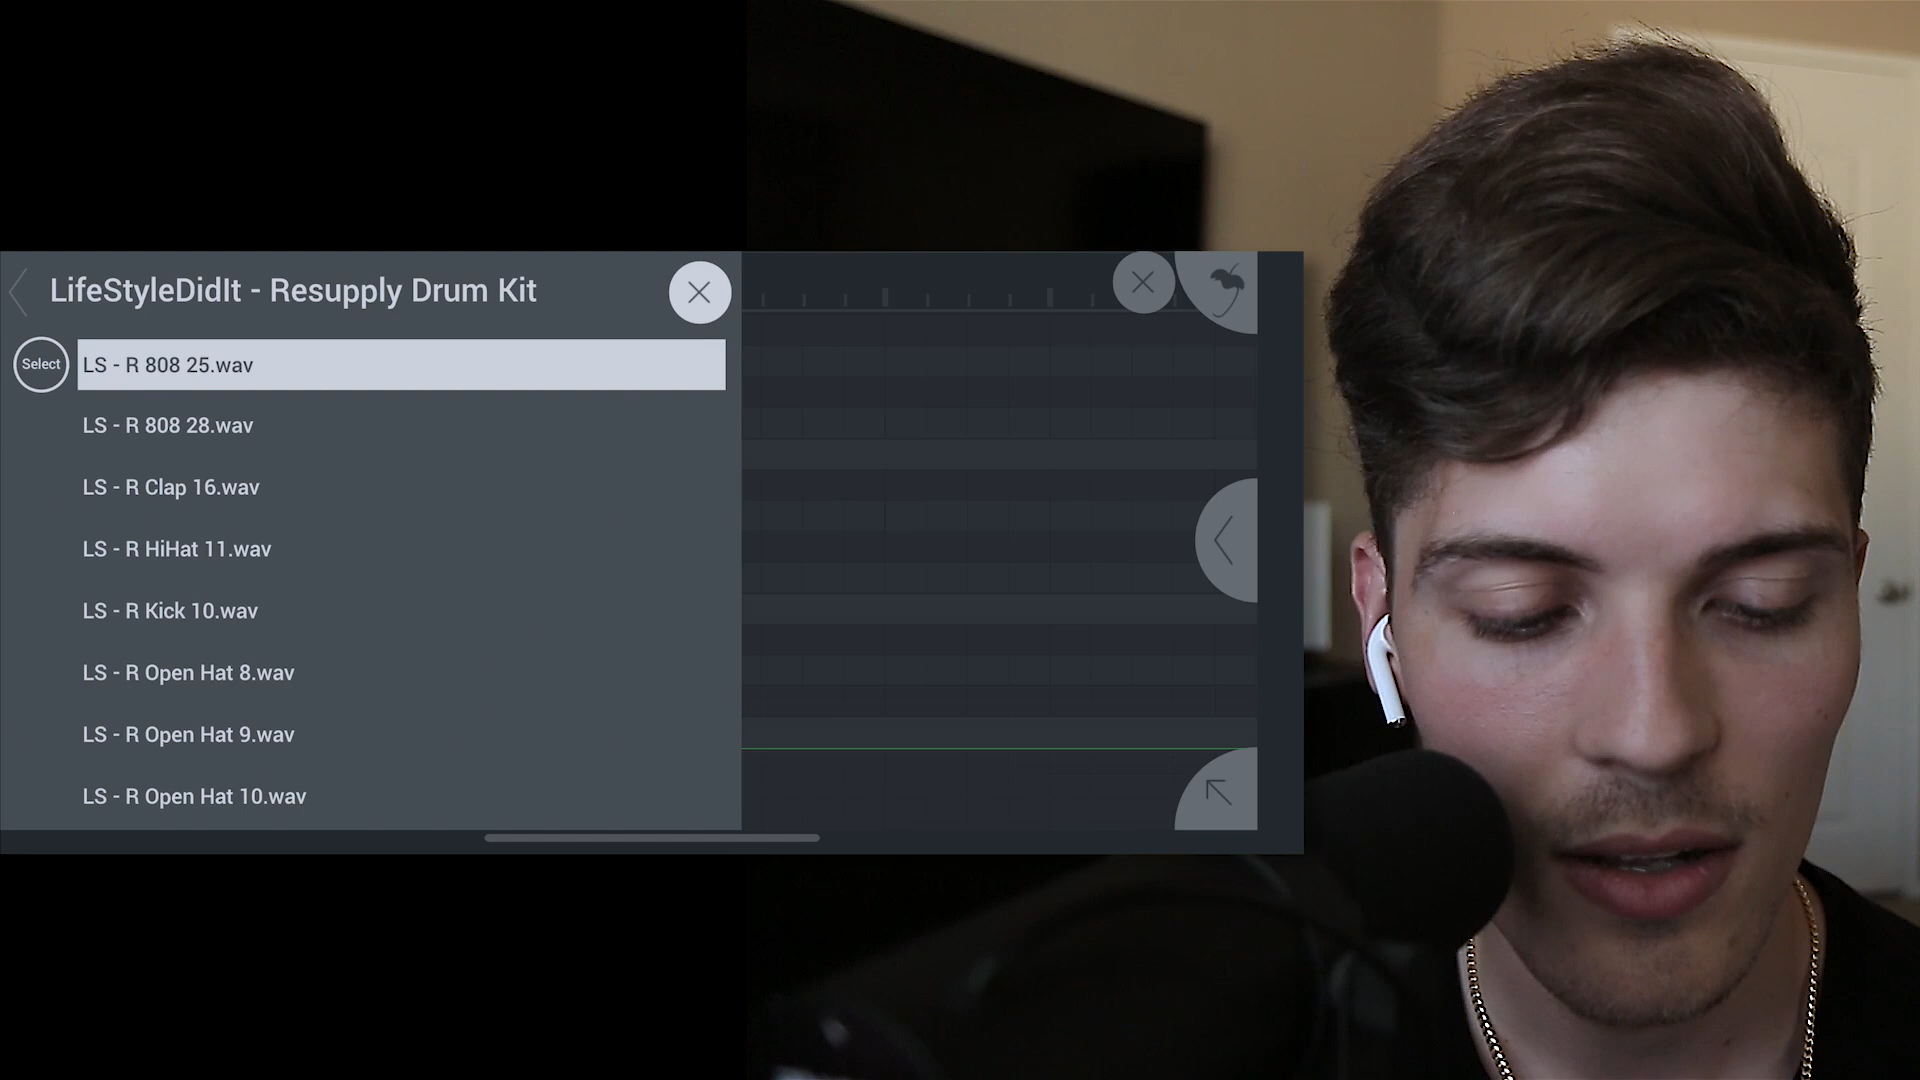 LifeStyleDidIt - Resupply Drum Kit
Select
LS - R 808 25.wav
LS - R 808 28.wav
LS - R Clap 16.wav
LS - R HiHat 11.wav
LS - R Kick 10.wav
LS - R Open Hat 8.wav
LS - R Open Hat 9.wav
LS - R Open Hat 10.wav